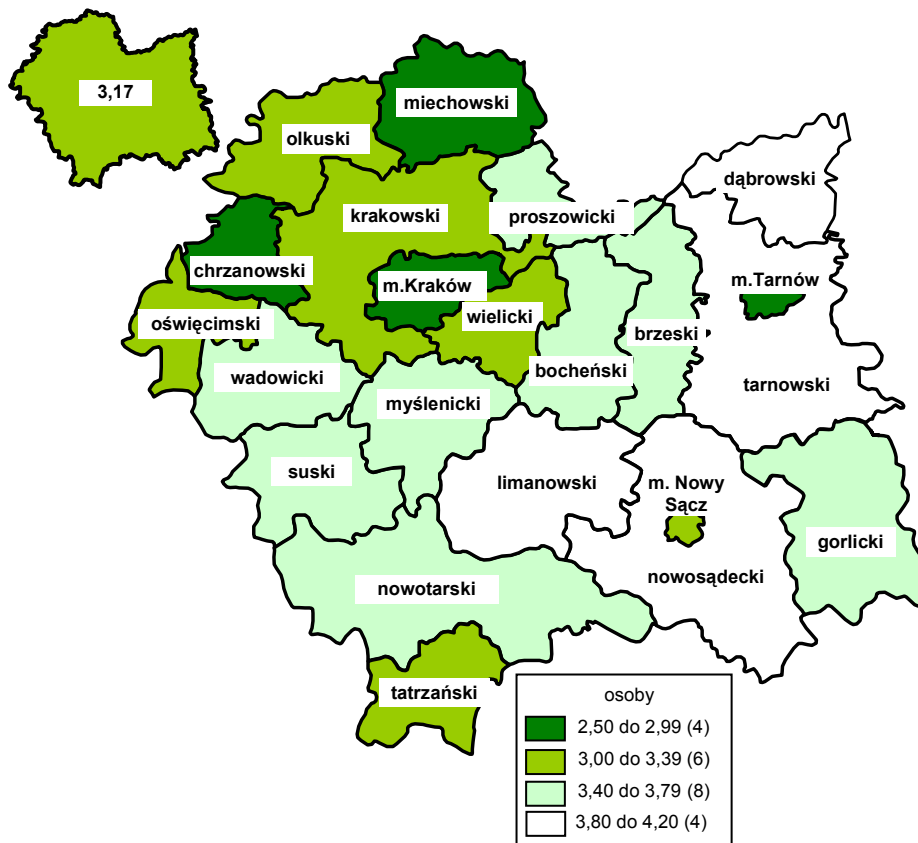 3,17
miechowski
olkuski
dąbrowski
krakowski
proszowicki
chrzanowski
m.Kraków
m.Tarnów
oświęcimski
wielicki
brzeski
wadowicki
bocheński
tarnowski
myślenicki
suski
limanowski
m. Nowy
Sącz
gorlicki
nowosądecki
nowotarski
tatrzański
osoby
2,50 do 2,99 (4)
3,00 do 3,39 (6)
3,40 do 3,79 (8)
3,80 do 4,20 (4)